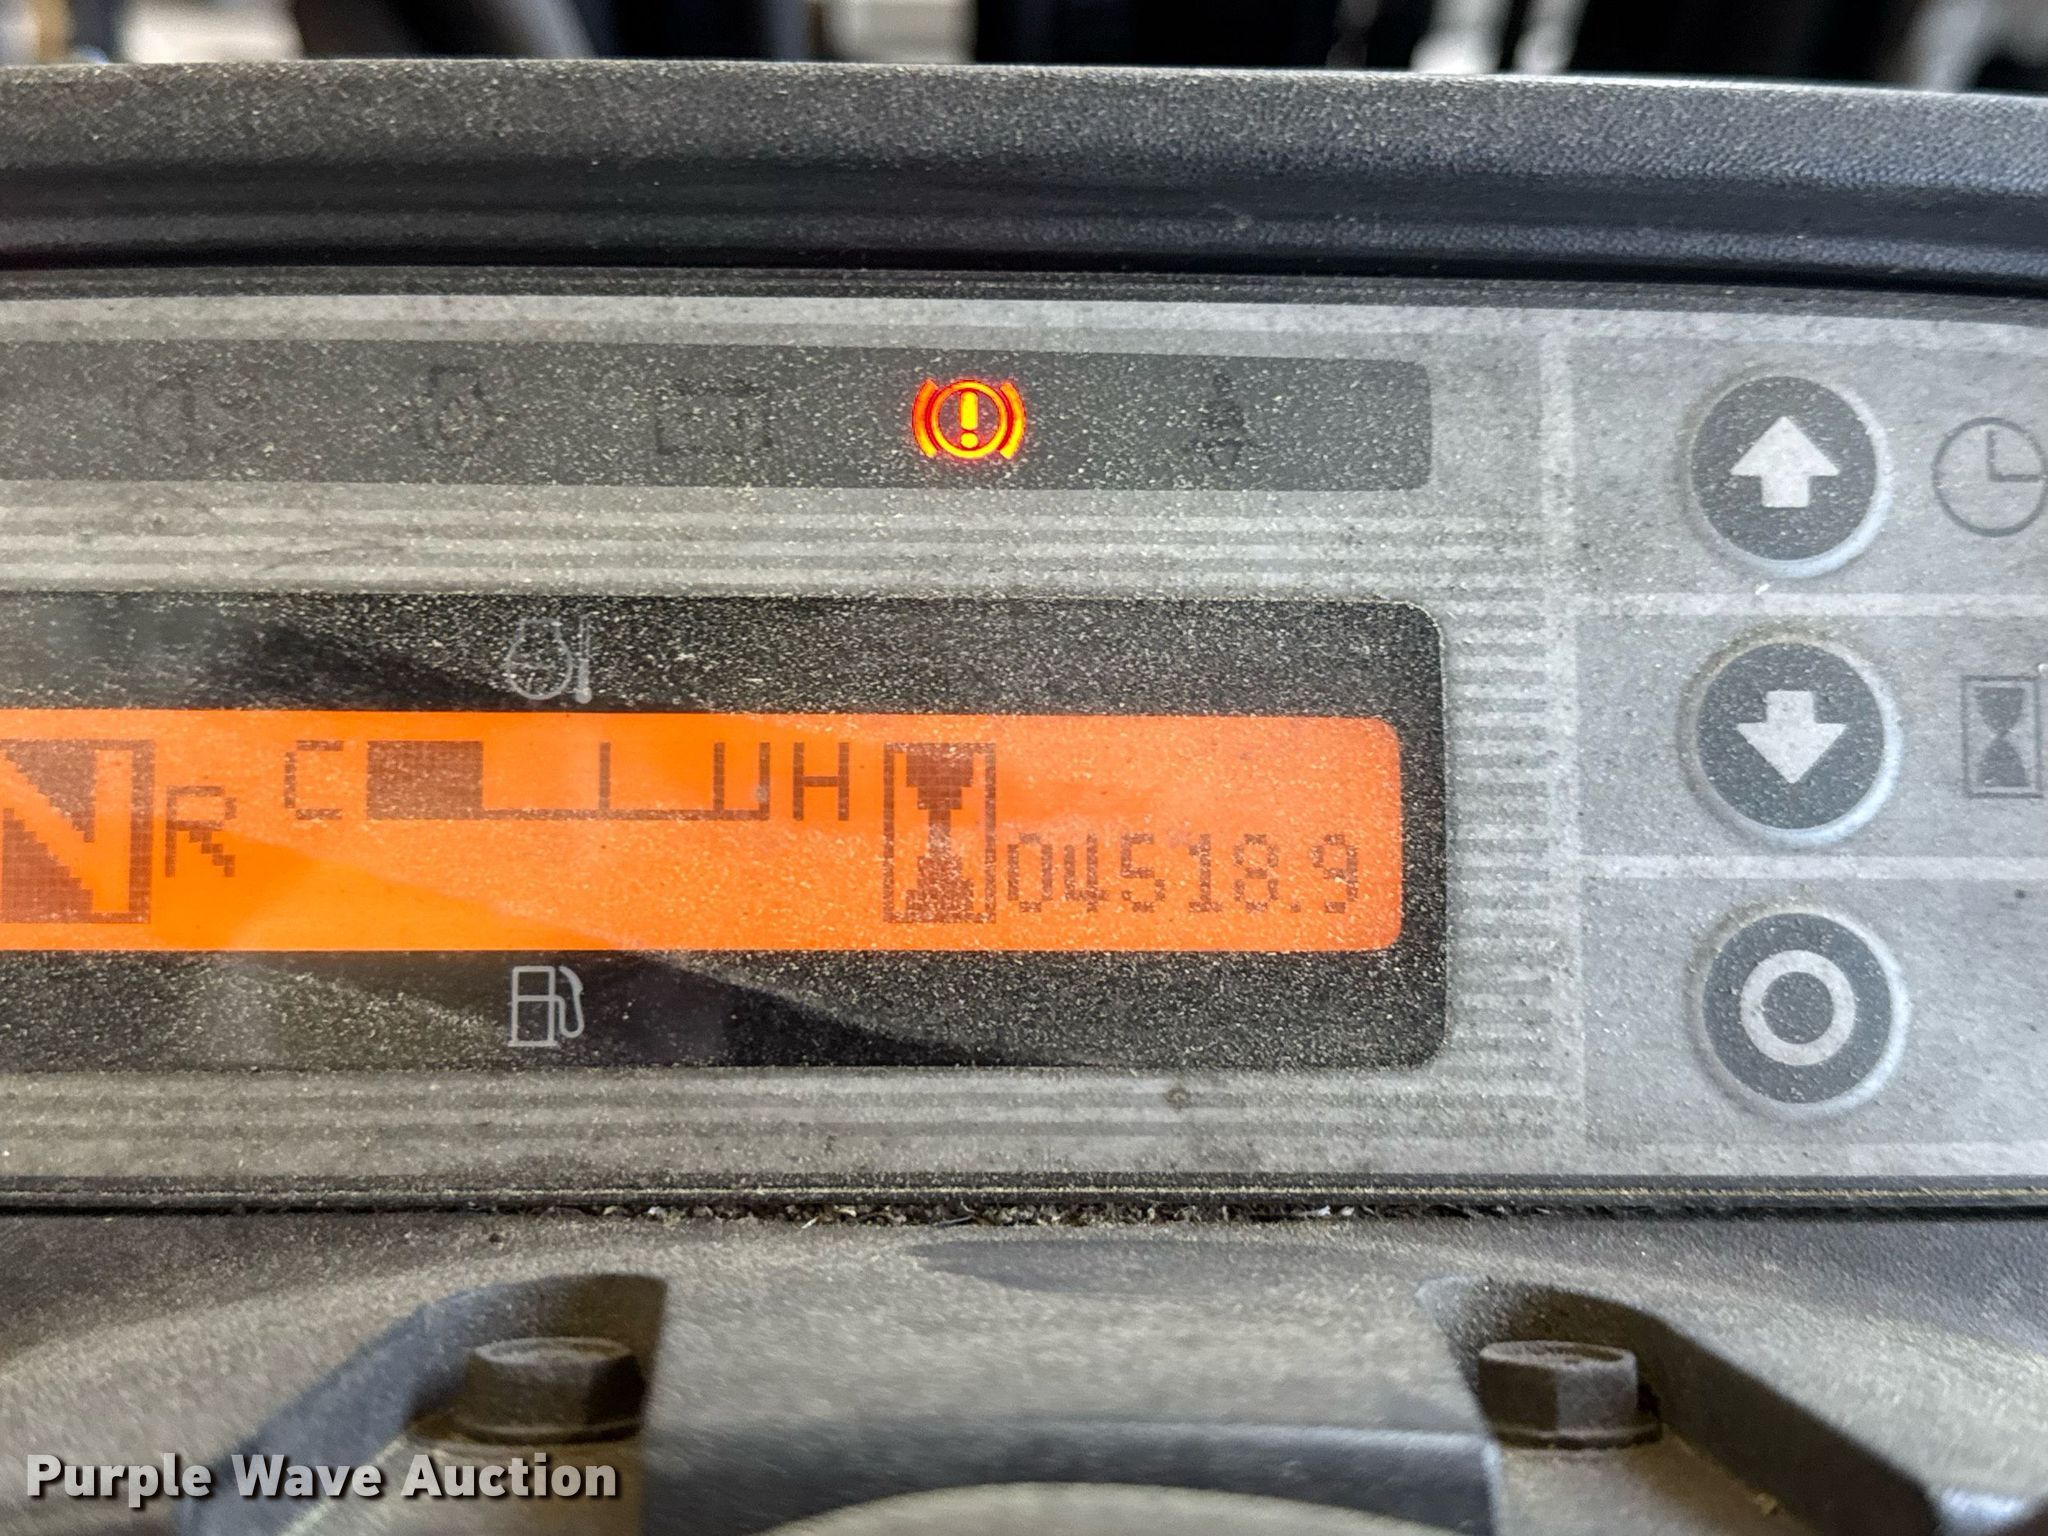 C H
N R 04518.9
Purple Wave Auction